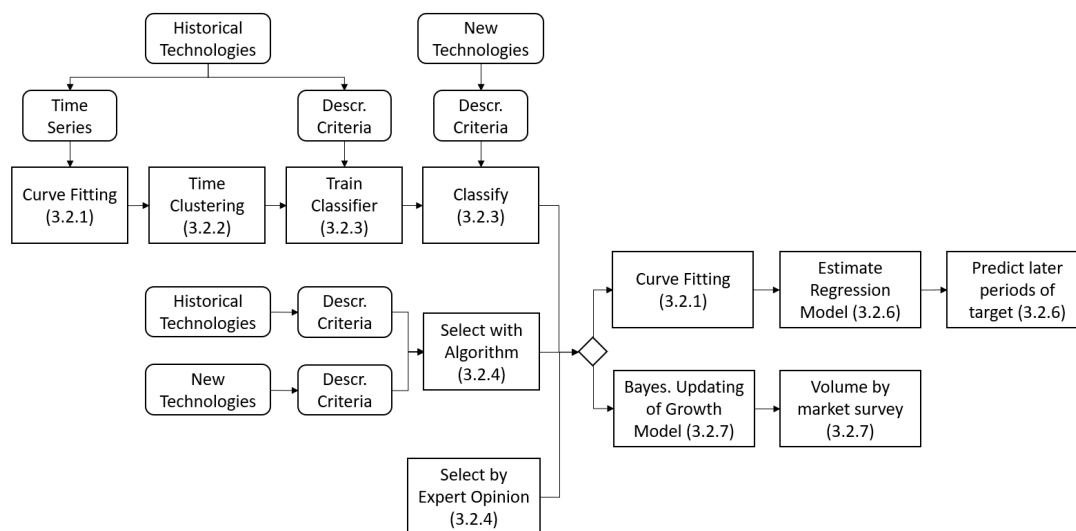 Historical
Technologies
New
Technologies
Time
Series
Descr.
Criteria
Descr.
Criteria
Curve Fitting
(3.2.1)
Time
Clustering
(3.2.2)
Train
Classifier
(3.2.3)
Classify
(3.2.3)
Historical
Technologies
Descr.
Criteria
New
Technologies
Descr.
Criteria
Select with
Algorithm
(3.2.4)
Select by
Expert Opinion
(3.2.4)
Curve Fitting
(3.2.1)
Estimate
Regression
Model (3.2.6)
Predict later
periods of
target (3.2.6)
Bayes. Updating
of Growth
Model (3.2.7)
Volume by
market survey
(3.2.7)